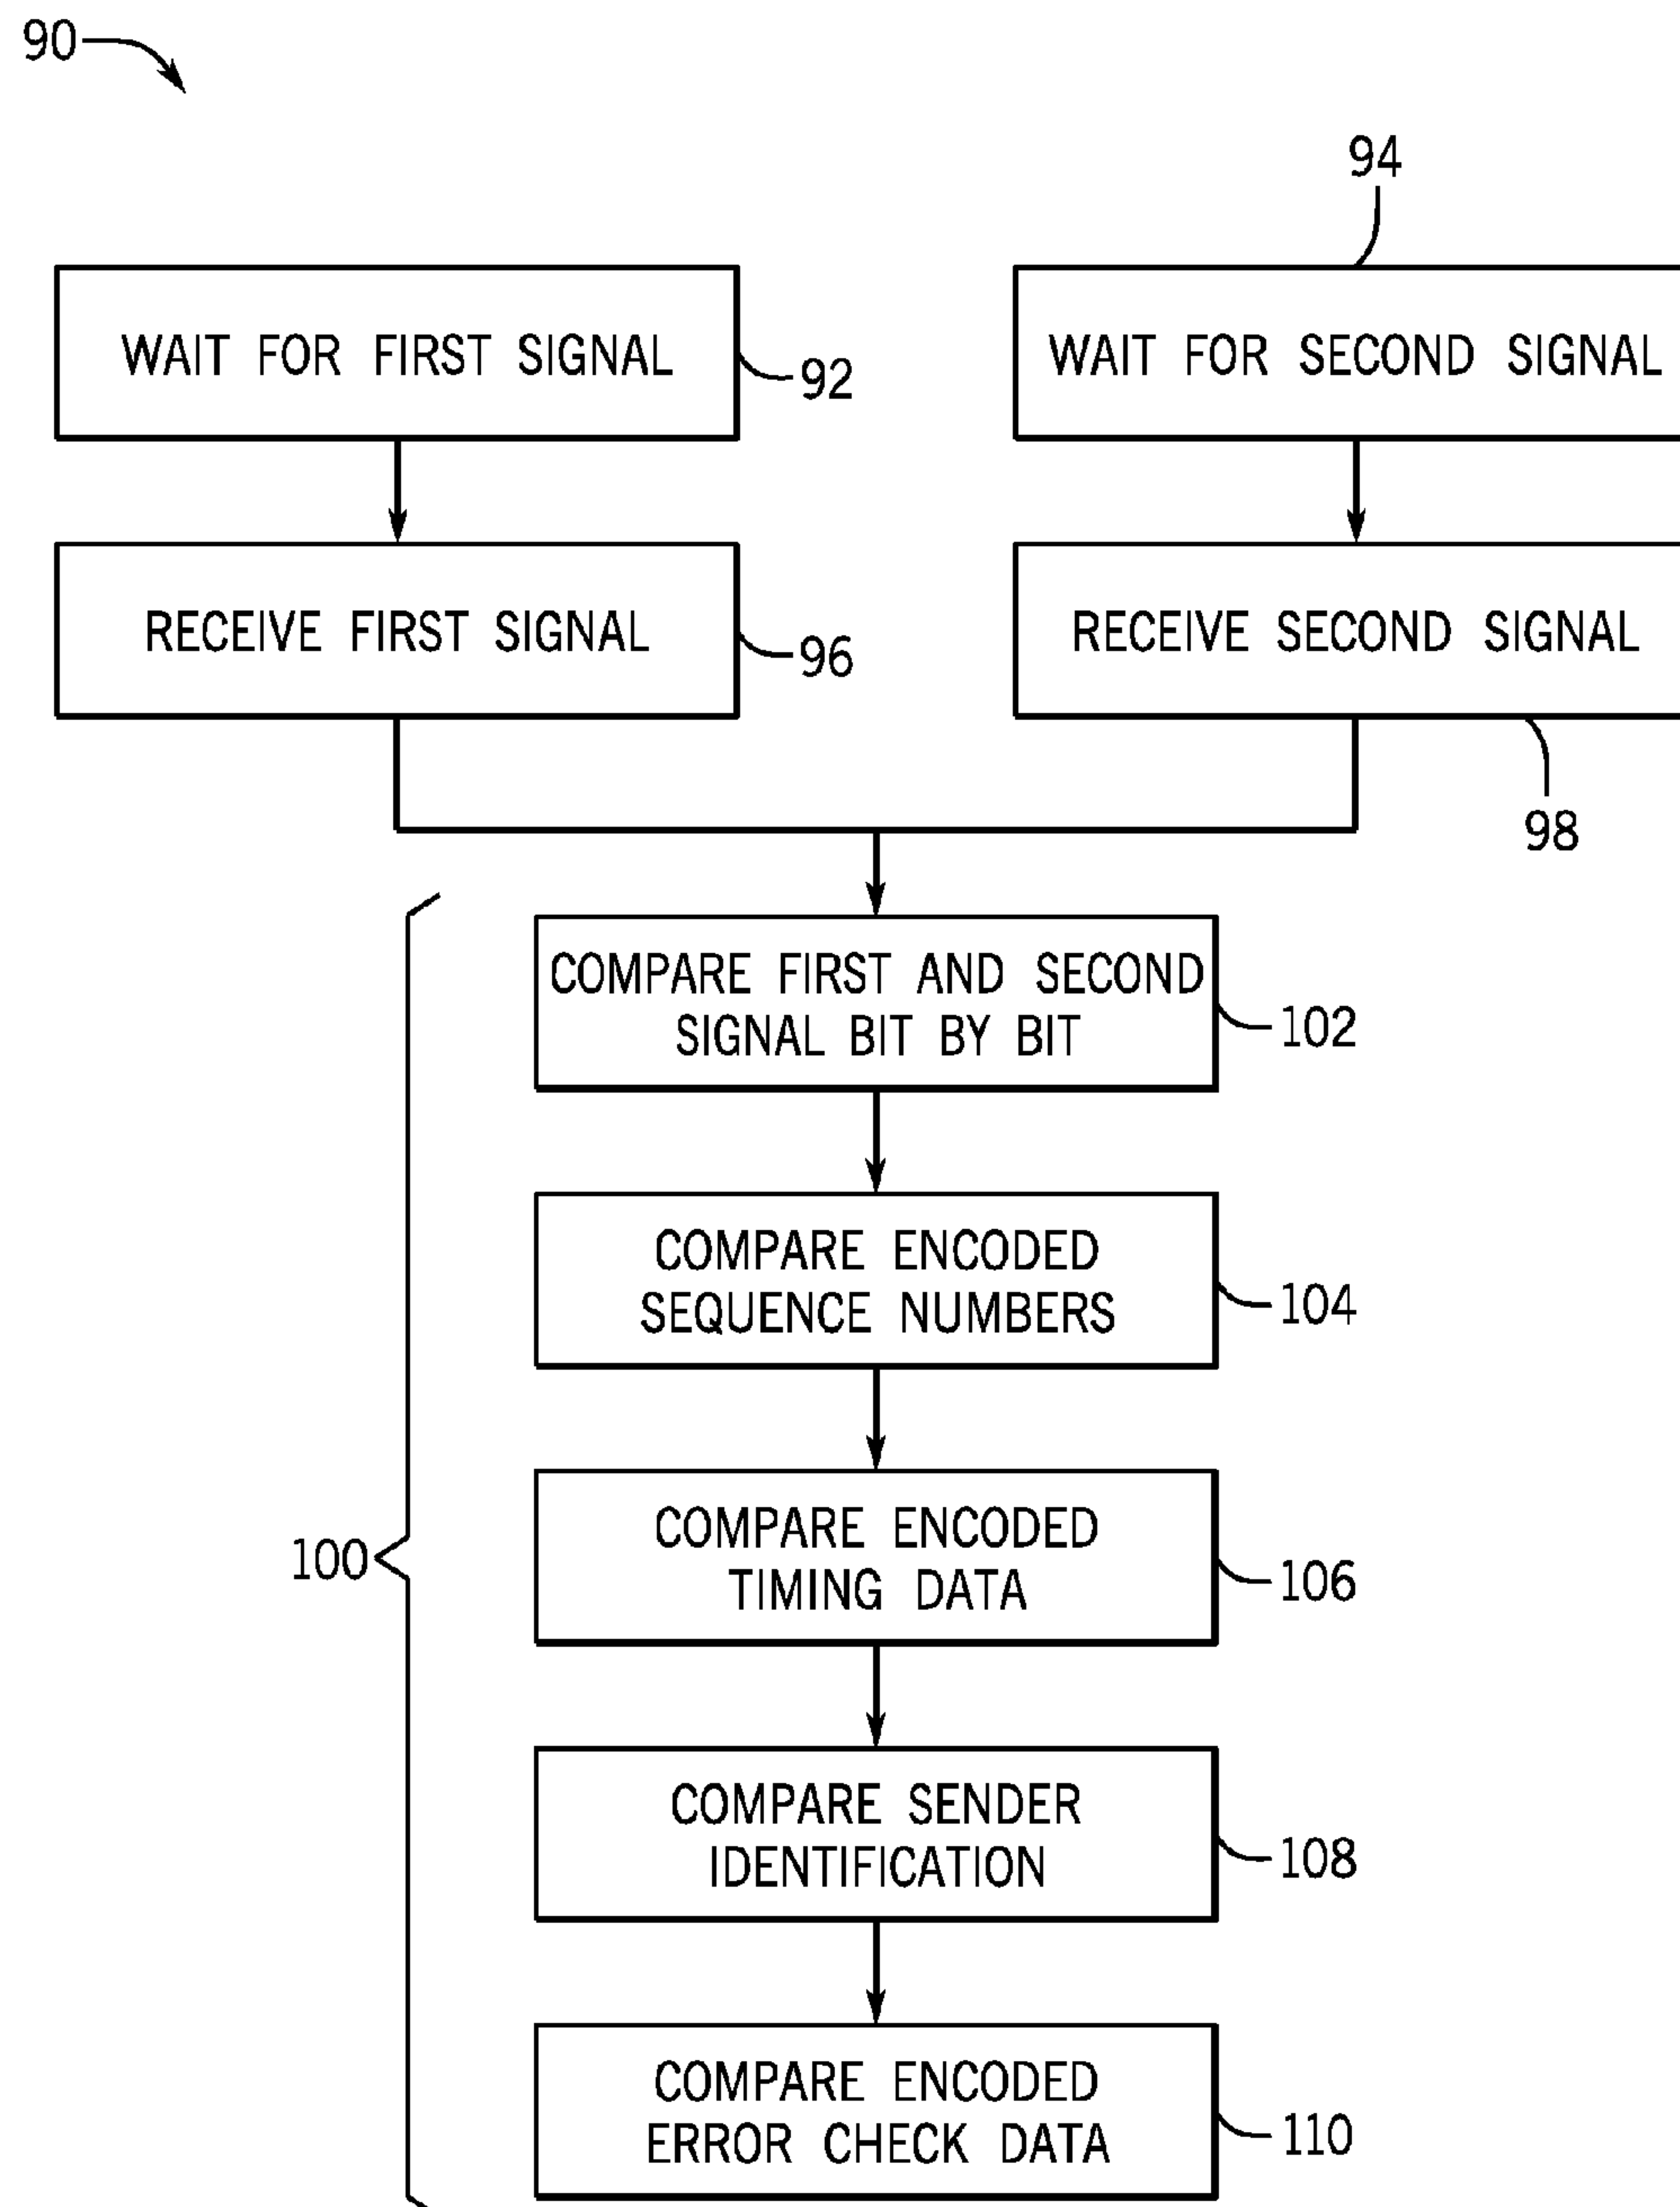 90
94
WAIT FOR FIRST SIGNAL
92
WAIT FOR SECOND SIGNAL
RECEIVE FIRST SIGNAL
96
RECEIVE SECOND SIGNAL
98
COMPARE FIRST AND SECOND
SIGNAL BIT BY BIT
102
COMPARE ENCODED
SEQUENCE NUMBERS
104
100
COMPARE ENCODED
TIMING DATA
106
COMPARE SENDER
IDENTIFICATION
108
COMPARE ENCODED
ERROR CHECK DATA
110